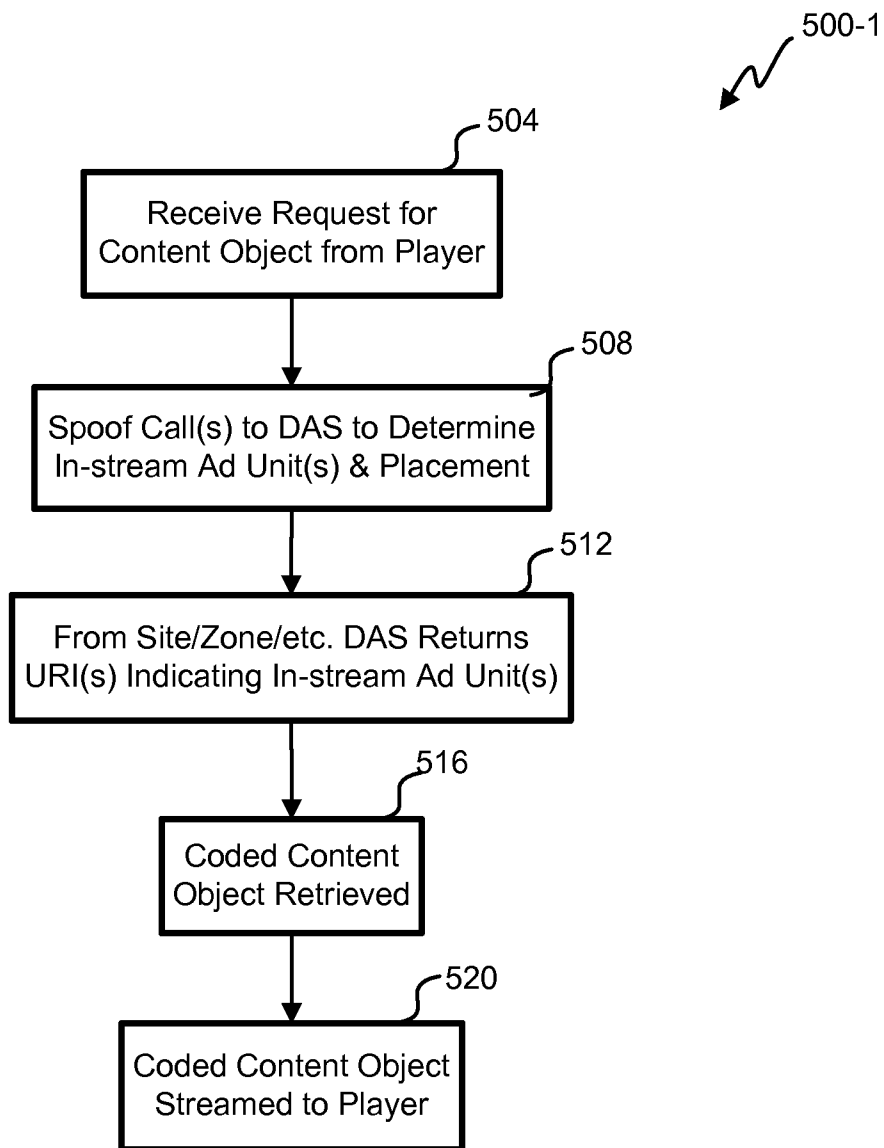 500-1
504
Receive Request for
Content Object from Player
508
Spoof Call(s) to DAS to Determine
In-stream Ad Unit(s) & Placement
512
From Site/Zone/etc. DAS Returns
URI(s) Indicating In-stream Ad Unit(s)
516
Coded Content
Object Retrieved
520
Coded Content Object
Streamed to Player